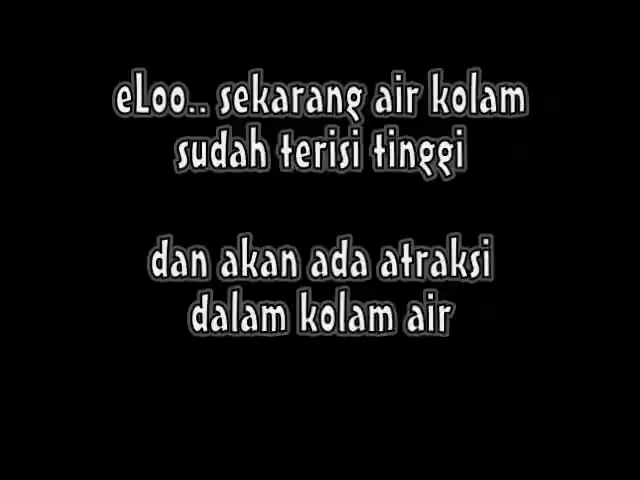 eLoo.. sekarang air kolam
sudah terisi tinggi
dan akan ada atraksi
dalam kolam air